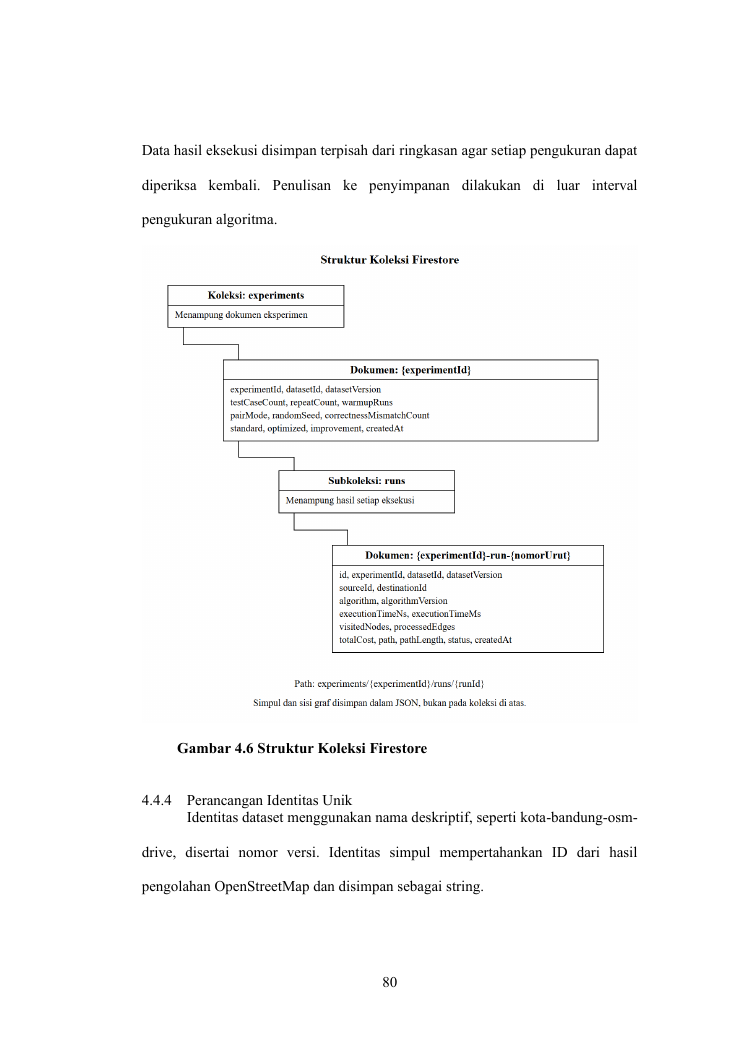 Data hasil eksekusi disimpan terpisah dari ringkasan agar setiap pengukuran dapat
diperiksa kembali. Penulisan ke penyimpanan dilakukan di luar interval
pengukuran algoritma.
Struktur Koleksi Firestore
Koleksi: experiments
Menampung dokumen eksperimen
Dokumen: {experimentId}
experimentId, datasetId, datasetVersion
testCaseCount, repeatCount, warmupRuns
pairMode, randomSeed, correctnessMismatchCount
standard, optimized, improvement, createdAt
Subkoleksi: runs
Menampung hasil setiap eksekusi
Dokumen: {experimentId}-run-{nomorUrut}
id, experimentId, datasetId, datasetVersion
sourceId, destinationId
algorithm, algorithmVersion
executionTimeNs, executionTimeMs
visitedNodes, processedEdges
totalCost, path, pathLength, status, createdAt
Path: experiments/{experimentId}/runs/{runId}
Simpul dan sisi graf disimpan dalam JSON, bukan pada koleksi di atas.
Gambar 4.6 Struktur Koleksi Firestore
4.4.4 Perancangan Identitas Unik
Identitas dataset menggunakan nama deskriptif, seperti kota-bandung-osm-
drive, disertai nomor versi. Identitas simpul mempertahankan ID dari hasil
pengolahan OpenStreetMap dan disimpan sebagai string.
80